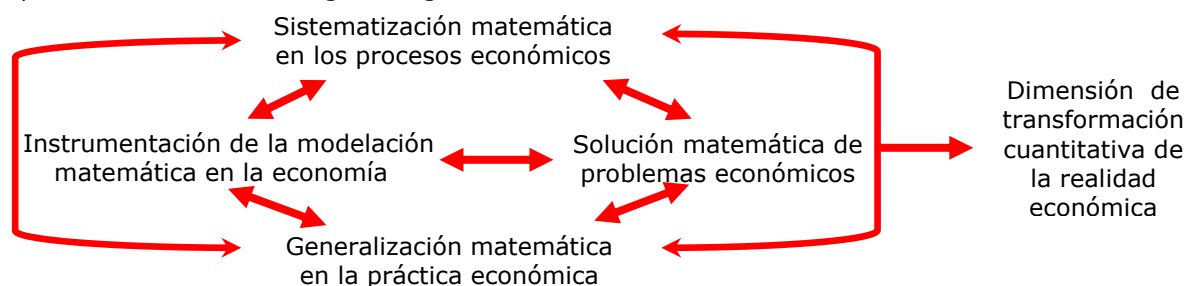 Sistematización matemática
en los procesos económicos
Instrumentación de la modelación
matemática en la economía
Solución matemática de
problemas económicos
Generalización matemática
en la práctica económica
Dimensión de
transformación
cuantitativa de
la realidad
económica